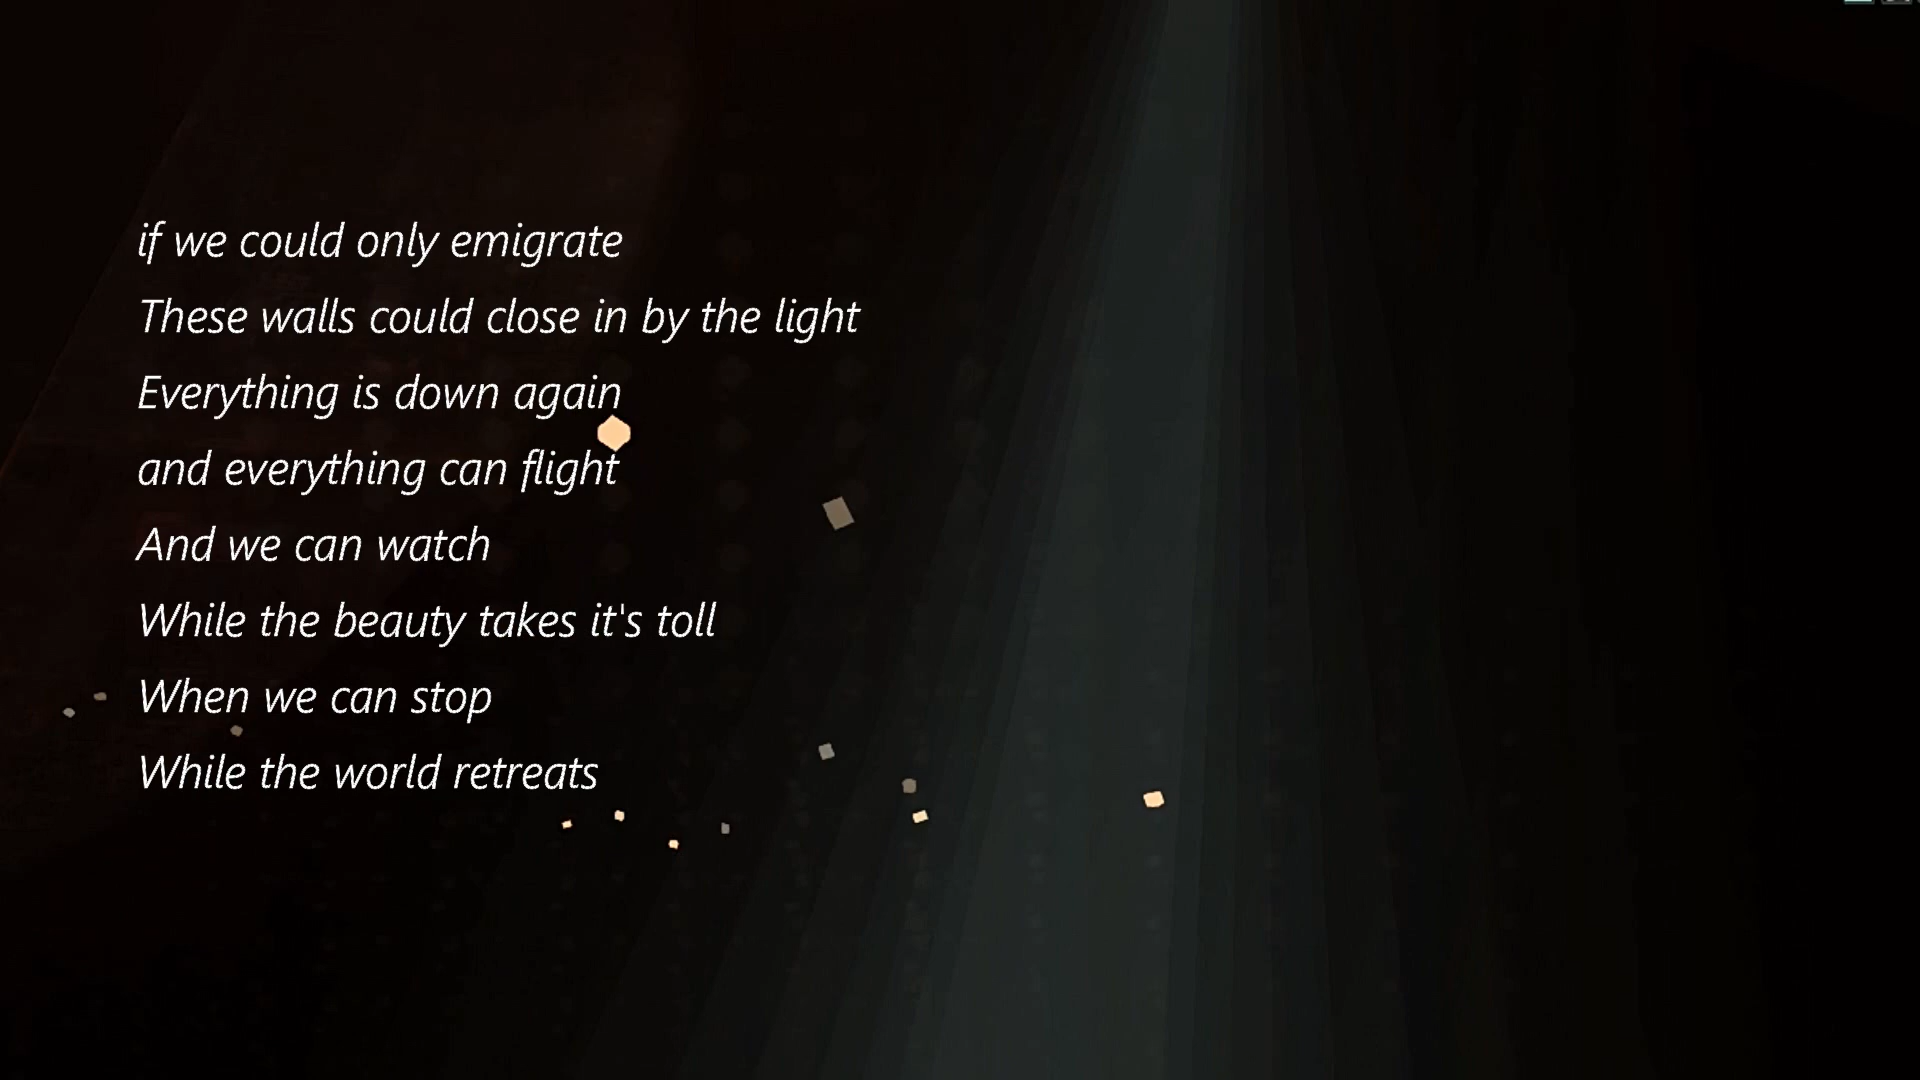 if we could only emigrate
These walls could close in by the light
Everything is down again
and everything can flight
And we can watch
While the beauty takes it's toll
When we can stop
While the world retreats